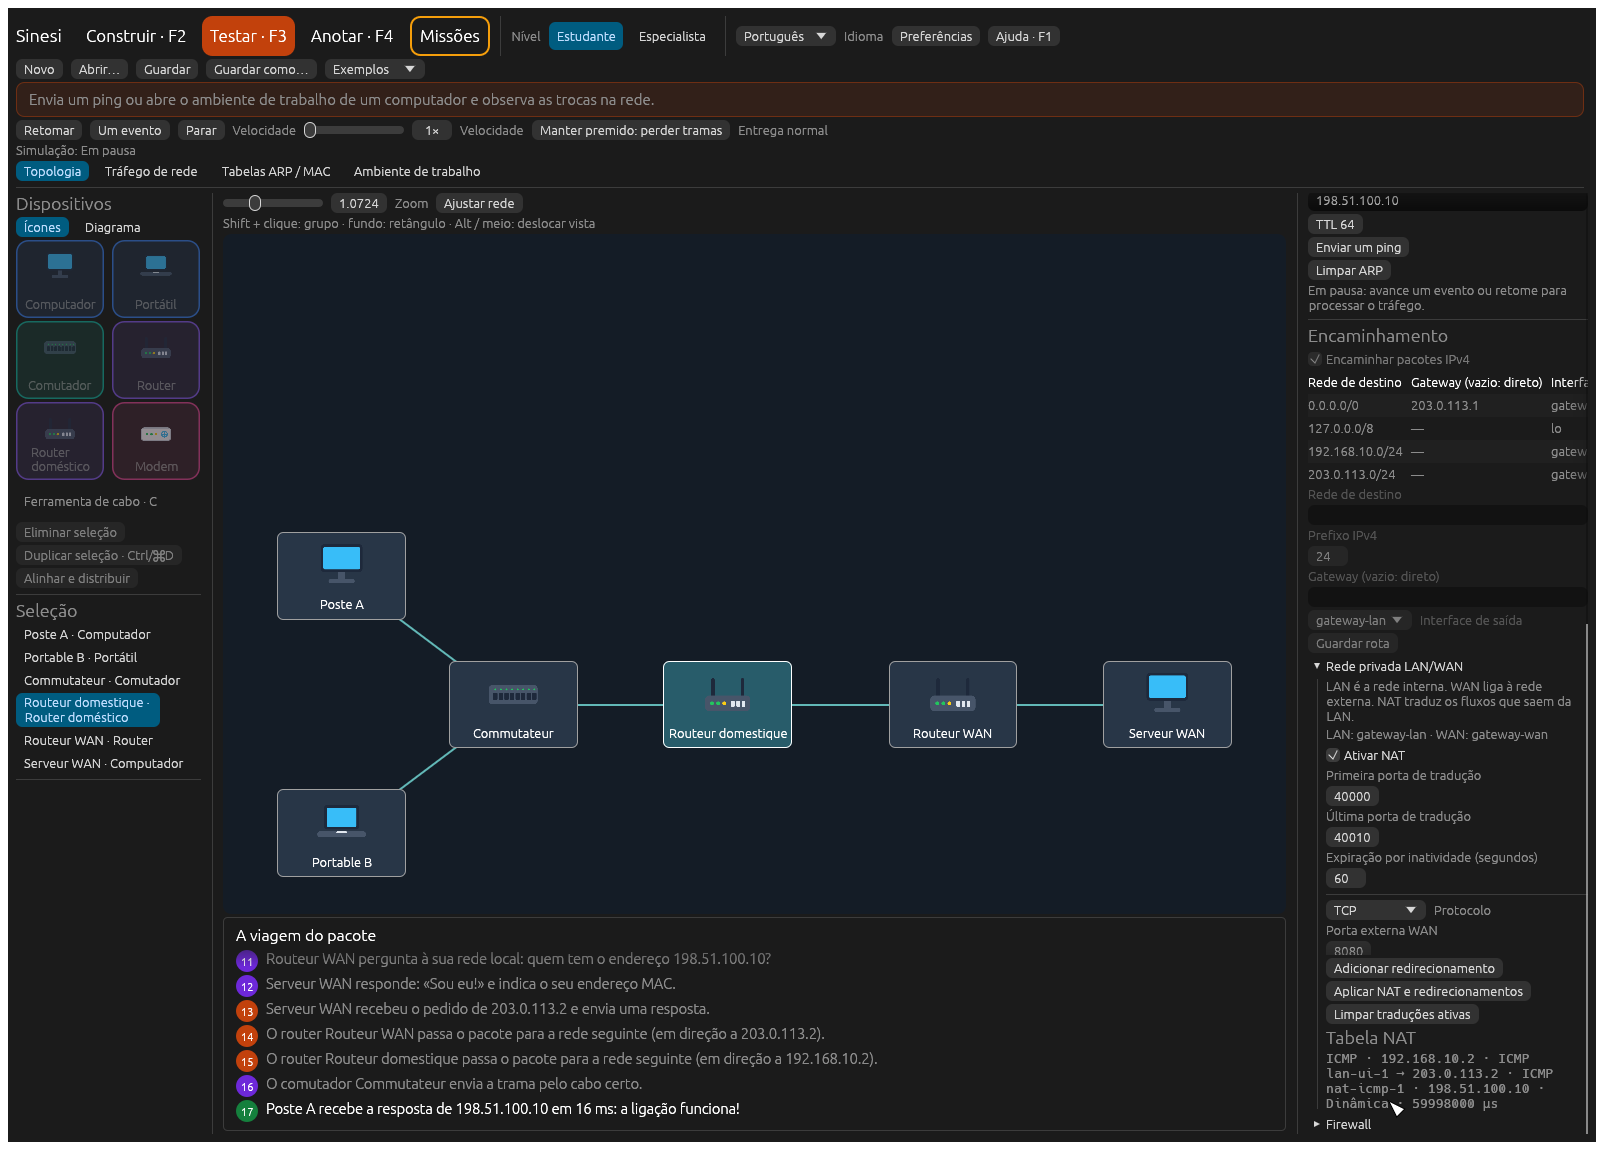 Sinesi
Construir · F2
Testar · F3
Anotar · F4
Missões
Nível
Estudante
Especialista
Português
Idioma
Preferências
Ajuda · F1
Novo
Abrir…
Guardar
Guardar como…
Exemplos
Envia um ping ou abre o ambiente de trabalho de um computador e observa as trocas na rede.
Retomar
Um evento
Parar
Velocidade
1×
Velocidade
Manter premido: perder tramas
Entrega normal
Simulação: Em pausa
Topologia
Tráfego de rede
Tabelas ARP / MAC
Ambiente de trabalho
Dispositivos
Ícones
Diagrama
Computador
Portátil
Comutador
Router
Router
doméstico
Modem
Ferramenta de cabo · C
Eliminar seleção
Duplicar seleção · Ctrl/⌘D
Alinhar e distribuir
Seleção
Poste A · Computador
Portable B · Portátil
Commutateur · Comutador
Routeur domestique ·
Router doméstico
Routeur WAN · Router
Serveur WAN · Computador
1.0724
Zoom
Ajustar rede
Shift + clique: grupo · fundo: retângulo · Alt / meio: deslocar vista
Poste A
Commutateur
Routeur domestique
Routeur WAN
Serveur WAN
Portable B
A viagem do pacote
11 Routeur WAN pergunta à sua rede local: quem tem o endereço 198.51.100.10?
12 Serveur WAN responde: «Sou eu!» e indica o seu endereço MAC.
13 Serveur WAN recebeu o pedido de 203.0.113.2 e envia uma resposta.
14 O router Routeur WAN passa o pacote para a rede seguinte (em direção a 203.0.113.2).
15 O router Routeur domestique passa o pacote para a rede seguinte (em direção a 192.168.10.2).
16 O comutador Commutateur envia a trama pelo cabo certo.
17 Poste A recebe a resposta de 198.51.100.10 em 16 ms: a ligação funciona!
198.51.100.10
TTL 64
Enviar um ping
Limpar ARP
Em pausa: avance um evento ou retome para
processar o tráfego.
Encaminhamento
Encaminhar pacotes IPv4
Rede de destino Gateway (vazio: direto) Interfa
0.0.0.0/0 203.0.113.1 gatew
127.0.0.0/8 — lo
192.168.10.0/24 — gatew
203.0.113.0/24 — gatew
Rede de destino
Prefixo IPv4
24
Gateway (vazio: direto)
gateway-lan
Interface de saída
Guardar rota
Rede privada LAN/WAN
LAN é a rede interna. WAN liga à rede
externa. NAT traduz os fluxos que saem da
LAN.
LAN: gateway-lan · WAN: gateway-wan
Ativar NAT
Primeira porta de tradução
40000
Última porta de tradução
40010
Expiração por inatividade (segundos)
60
TCP
Protocolo
Porta externa WAN
8080
Adicionar redirecionamento
Aplicar NAT e redirecionamentos
Limpar traduções ativas
Tabela NAT
ICMP · 192.168.10.2 · ICMP
lan-ui-1 → 203.0.113.2 · ICMP
nat-icmp-1 · 198.51.100.10 ·
Dinâmica · 59998000 µs
Firewall